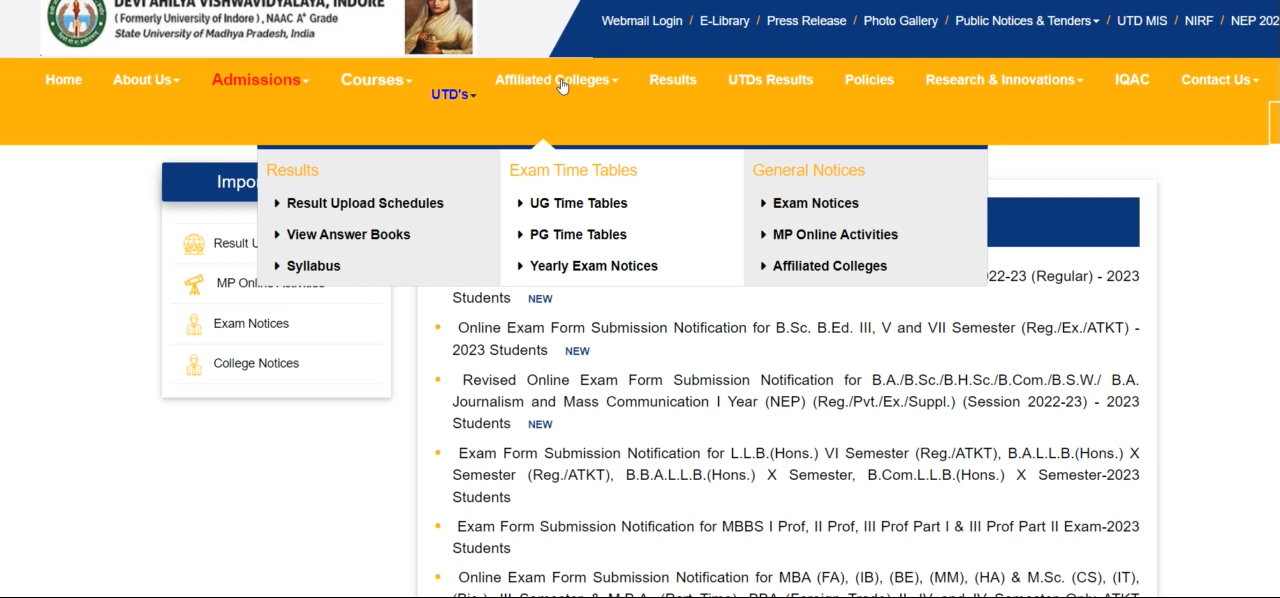 DEVI AHILYA VISHWAVIDYALAYA, INDORE
( Formerly University of Indore ) , NAAC A+ Grade
State University of Madhya Pradesh, India
Webmail Login / E-Library / Press Release / Photo Gallery / Public Notices & Tenders / UTD MIS / NIRF / NEP 202
Home About Us Admissions Courses UTD's Affiliated Colleges Results UTDs Results Policies Research & Innovations IQAC Contact Us
Results
Result Upload Schedules
View Answer Books
Syllabus
Exam Time Tables
UG Time Tables
PG Time Tables
Yearly Exam Notices
General Notices
Exam Notices
MP Online Activities
Affiliated Colleges
Impo
Result U
MP Online Activities
Exam Notices
College Notices
22-23 (Regular) - 2023
Students NEW
Online Exam Form Submission Notification for B.Sc. B.Ed. III, V and VII Semester (Reg./Ex./ATKT) -
2023 Students NEW
Revised Online Exam Form Submission Notification for B.A./B.Sc./B.H.Sc./B.Com./B.S.W./ B.A.
Journalism and Mass Communication I Year (NEP) (Reg./Pvt./Ex./Suppl.) (Session 2022-23) - 2023
Students NEW
Exam Form Submission Notification for L.L.B.(Hons.) VI Semester (Reg./ATKT), B.A.L.L.B.(Hons.) X
Semester (Reg./ATKT), B.B.A.L.L.B.(Hons.) X Semester, B.Com.L.L.B.(Hons.) X Semester-2023
Students
Exam Form Submission Notification for MBBS I Prof, II Prof, III Prof Part I & III Prof Part II Exam-2023
Students
Online Exam Form Submission Notification for MBA (FA), (IB), (BE), (MM), (HA) & M.Sc. (CS), (IT),